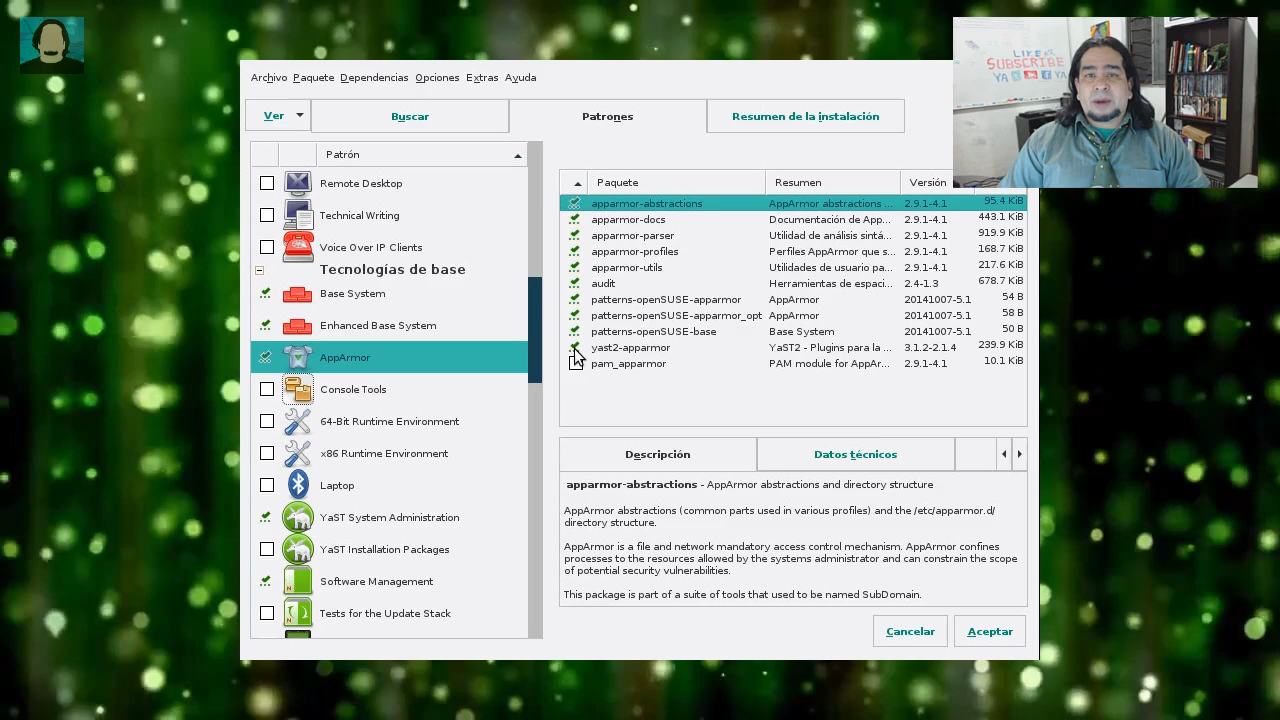 LIKE
SUBSCRIBE
YA
Archivo Paquete Dependencias Opciones Extras Ayuda
Ver Buscar Patrones Resumen de la instalación
Patrón
Remote Desktop
Technical Writing
Voice Over IP Clients
Tecnologías de base
Base System
Enhanced Base System
AppArmor
Console Tools
64-Bit Runtime Environment
x86 Runtime Environment
Laptop
YaST System Administration
YaST Installation Packages
Software Management
Tests for the Update Stack
Paquete Resumen Versión
apparmor-abstractions AppArmor abstractions ... 2.9.1-4.1 95.4 KiB
apparmor-docs Documentación de App... 2.9.1-4.1 443.1 KiB
apparmor-parser Utilidad de análisis sintá... 2.9.1-4.1 919.9 KiB
apparmor-profiles Perfiles AppArmor que s... 2.9.1-4.1 168.7 KiB
apparmor-utils Utilidades de usuario pa... 2.9.1-4.1 217.6 KiB
audit Herramientas de espaci... 2.4-1.3 678.7 KiB
patterns-openSUSE-apparmor AppArmor 20141007-5.1 54 B
patterns-openSUSE-apparmor_opt AppArmor 20141007-5.1 58 B
patterns-openSUSE-base Base System 20141007-5.1 50 B
yast2-apparmor YaST2 - Plugins para la ... 3.1.2-2.1.4 239.9 KiB
pam_apparmor PAM module for AppAr... 2.9.1-4.1 10.1 KiB
Descripción Datos técnicos
apparmor-abstractions - AppArmor abstractions and directory structure
AppArmor abstractions (common parts used in various profiles) and the /etc/apparmor.d/
directory structure.
AppArmor is a file and network mandatory access control mechanism. AppArmor confines
processes to the resources allowed by the systems administrator and can constrain the scope
of potential security vulnerabilities.
This package is part of a suite of tools that used to be named SubDomain.
Cancelar Aceptar